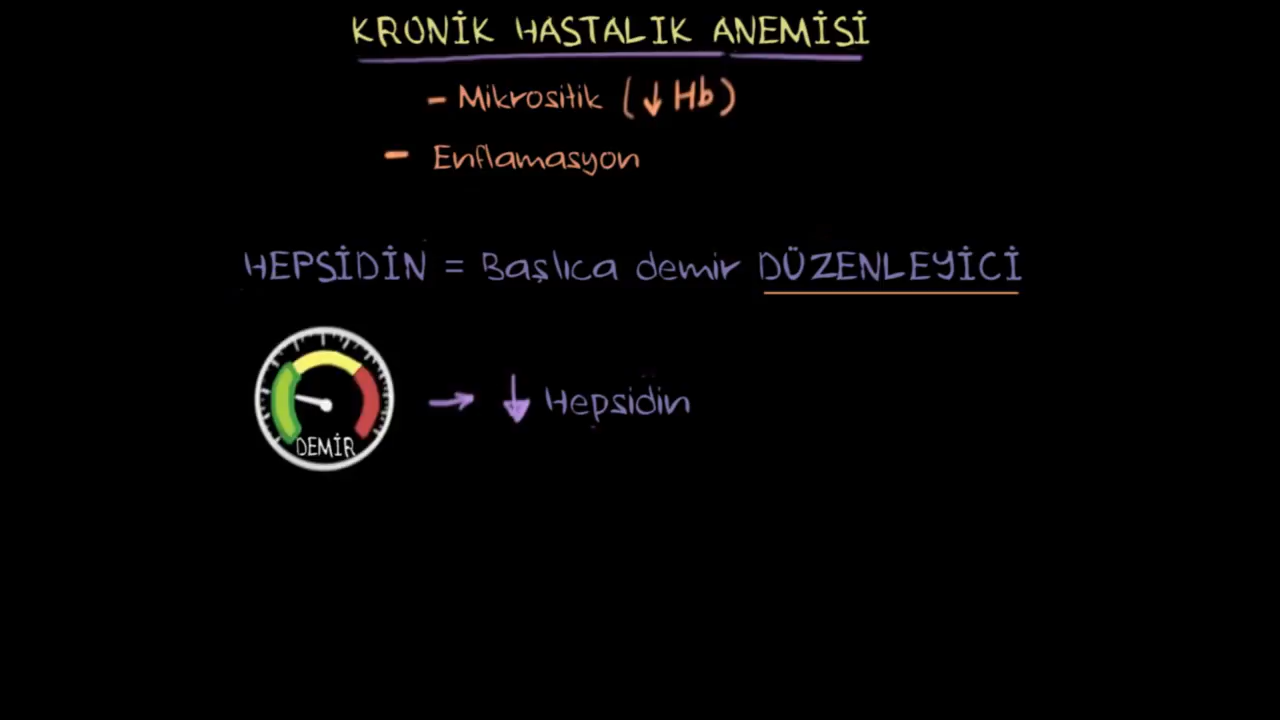 KRONİK HASTALIK ANEMİSİ
- Mikrositik (↓ Hb)
- Enflamasyon
HEPSİDİN = Başlıca demir DÜZENLEYİCİ
DEMİR → ↓ Hepsidin